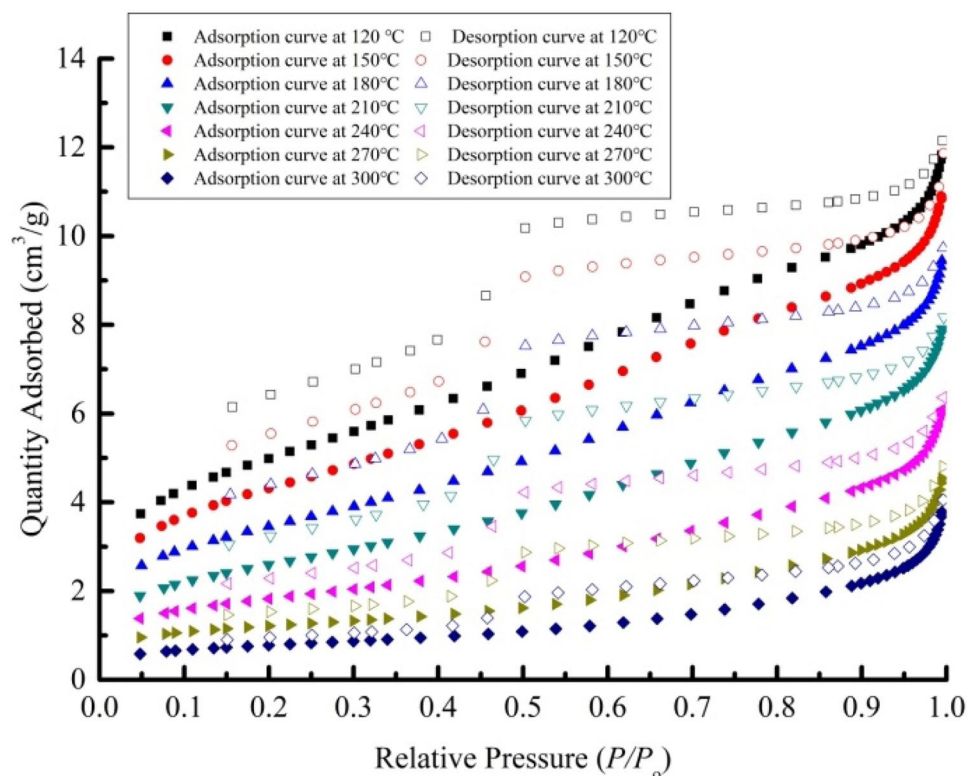 Adsorption curve at 120 ℃ Desorption curve at 120℃
Adsorption curve at 150℃ Desorption curve at 150℃
Adsorption curve at 180℃ Desorption curve at 180℃
Adsorption curve at 210℃ Desorption curve at 210℃
Adsorption curve at 240℃ Desorption curve at 240℃
Adsorption curve at 270℃ Desorption curve at 270℃
Adsorption curve at 300℃ Desorption curve at 300℃
14
12
10
8
6
4
2
0
Quantity Adsorbed (cm³/g)
0.0 0.1 0.2 0.3 0.4 0.5 0.6 0.7 0.8 0.9 1.0
Relative Pressure (P/Pₒ)